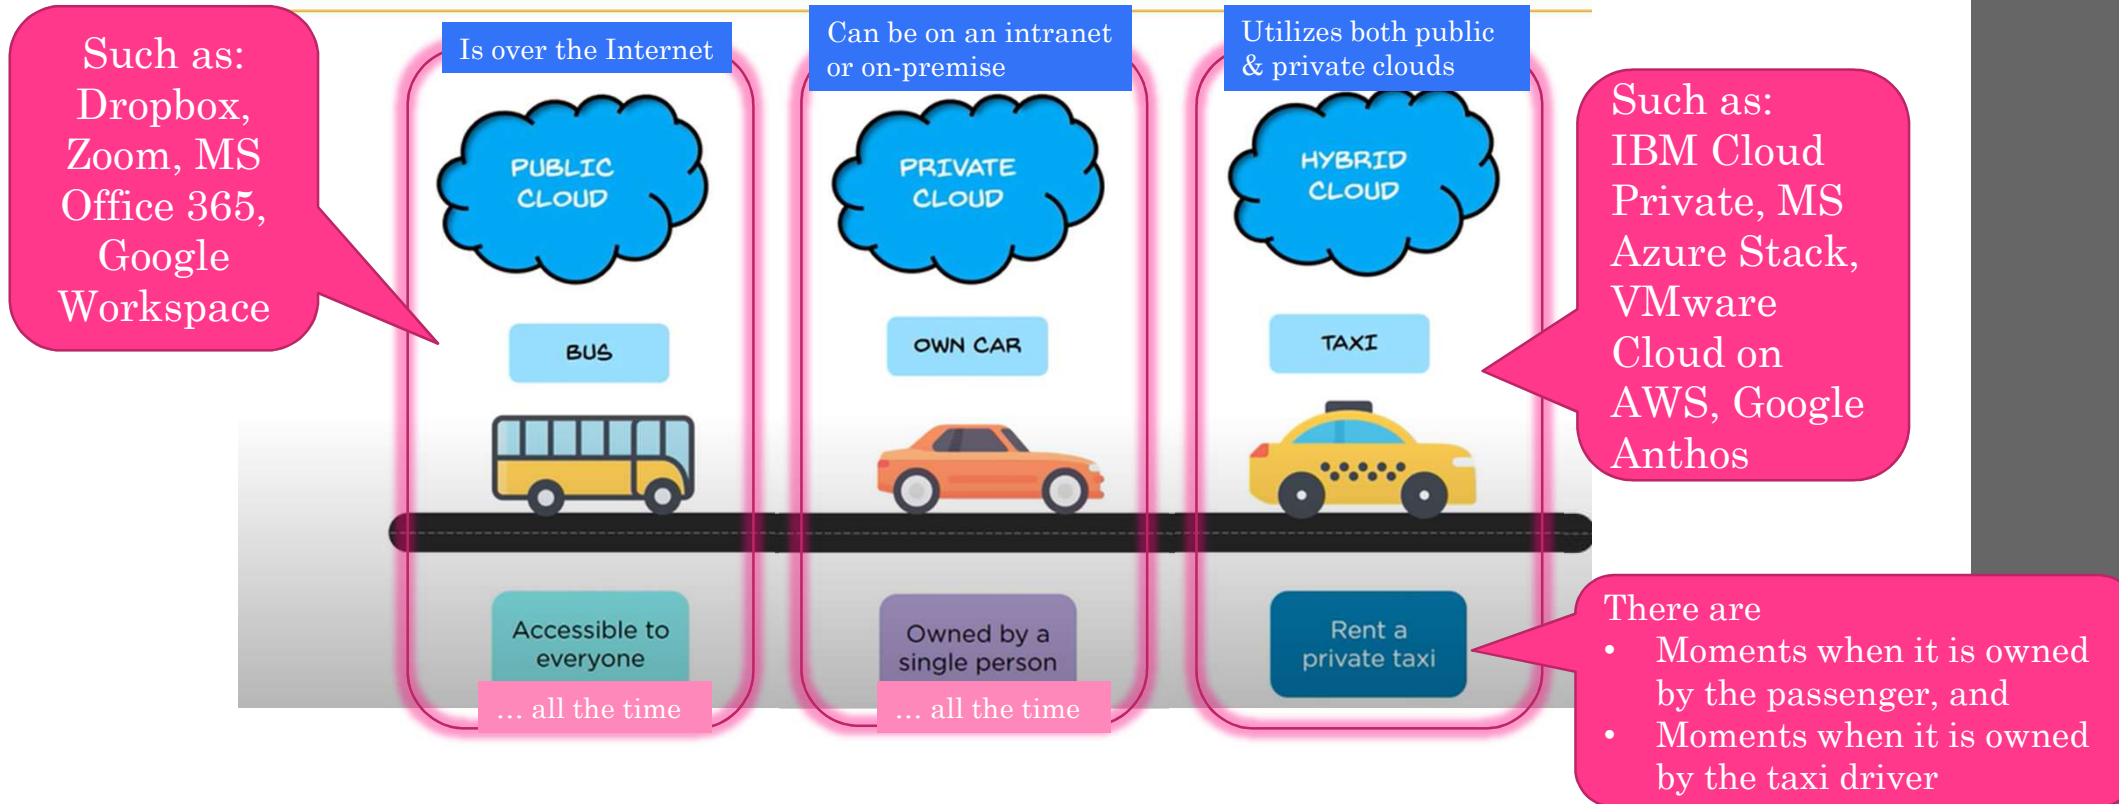 Such as:
Dropbox,
Zoom, MS
Office 365,
Google
Workspace
Is over the Internet
PUBLIC
CLOUD
BUS
Accessible to
everyone
... all the time
Can be on an intranet
or on-premise
PRIVATE
CLOUD
OWN CAR
Owned by a
single person
... all the time
Utilizes both public
& private clouds
HYBRID
CLOUD
TAXI
Rent a
private taxi
Such as:
IBM Cloud
Private, MS
Azure Stack,
VMware
Cloud on
AWS, Google
Anthos
There are
• Moments when it is owned
by the passenger, and
• Moments when it is owned
by the taxi driver